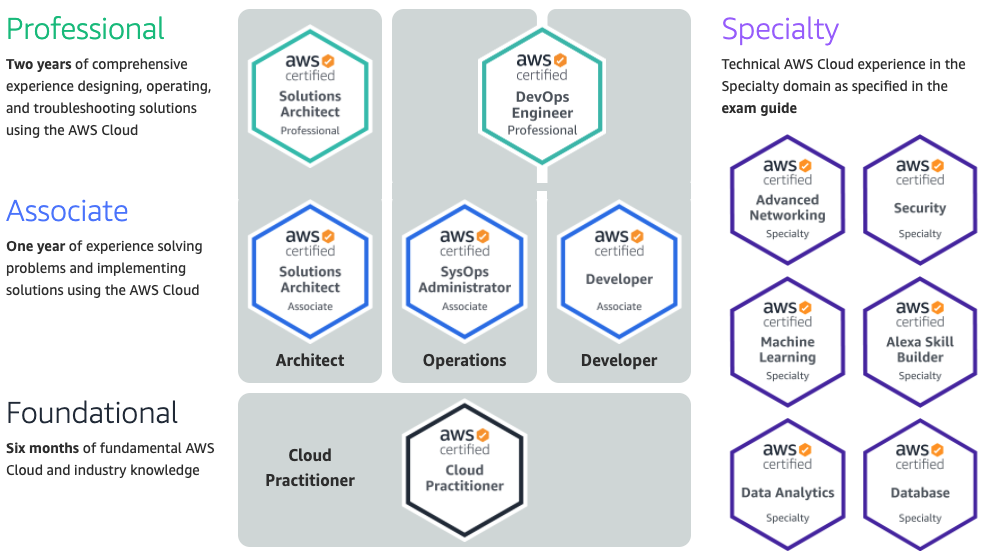 Professional
Two years of comprehensive
experience designing, operating,
and troubleshooting solutions
using the AWS Cloud
aws
certified
Solutions
Architect
Professional
aws
certified
DevOps
Engineer
Professional
Associate
One year of experience solving
problems and implementing
solutions using the AWS Cloud
aws
certified
Solutions
Architect
Associate
Architect
aws
certified
SysOps
Administrator
Associate
Operations
aws
certified
Developer
Associate
Developer
Foundational
Six months of fundamental AWS
Cloud and industry knowledge
Cloud
Practitioner
aws
certified
Cloud
Practitioner
Specialty
Technical AWS Cloud experience in the
Specialty domain as specified in the
exam guide
aws
certified
Advanced
Networking
Specialty
aws
certified
Security
Specialty
aws
certified
Machine
Learning
Specialty
aws
certified
Alexa Skill
Builder
Specialty
aws
certified
Data Analytics
Specialty
aws
certified
Database
Specialty